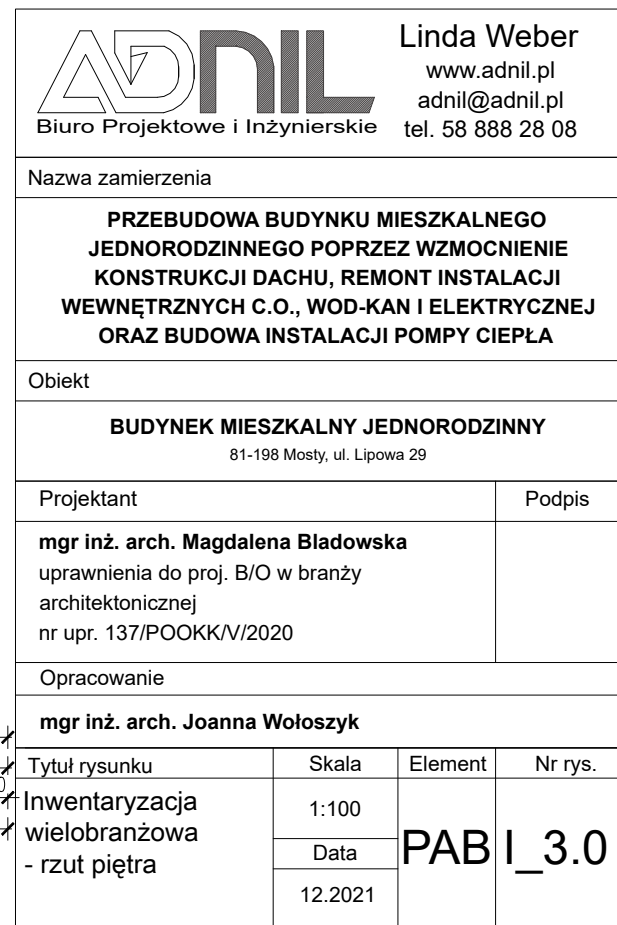 ADNIL
Biuro Projektowe i Inżynierskie
Linda Weber
www.adnil.pl
adnil@adnil.pl
tel. 58 888 28 08
Nazwa zamierzenia
PRZEBUDOWA BUDYNKU MIESZKALNEGO
JEDNORODZINNEGO POPRZEZ WZMOCNIENIE
KONSTRUKCJI DACHU, REMONT INSTALACJI
WEWNĘTRZNYCH C.O., WOD-KAN I ELEKTRYCZNEJ
ORAZ BUDOWA INSTALACJI POMPY CIEPŁA
Obiekt
BUDYNEK MIESZKALNY JEDNORODZINNY
81-198 Mosty, ul. Lipowa 29
Projektant
Podpis
mgr inż. arch. Magdalena Bladowska
uprawnienia do proj. B/O w branży
architektonicznej
nr upr. 137/POOKK/V/2020
Opracowanie
mgr inż. arch. Joanna Wołoszyk
Tytuł rysunku
Inwentaryzacja
wielobranżowa
- rzut piętra
Skala
1:100
Data
12.2021
Element
PAB
Nr rys.
I_3.0